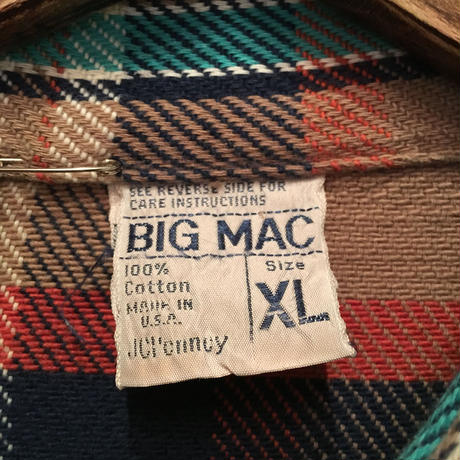 SEE REVERSE SIDE FOR
CARE INSTRUCTIONS
BIG MAC
100%
Cotton
MADE IN
U.S.A.
JCPenney
Size
XL